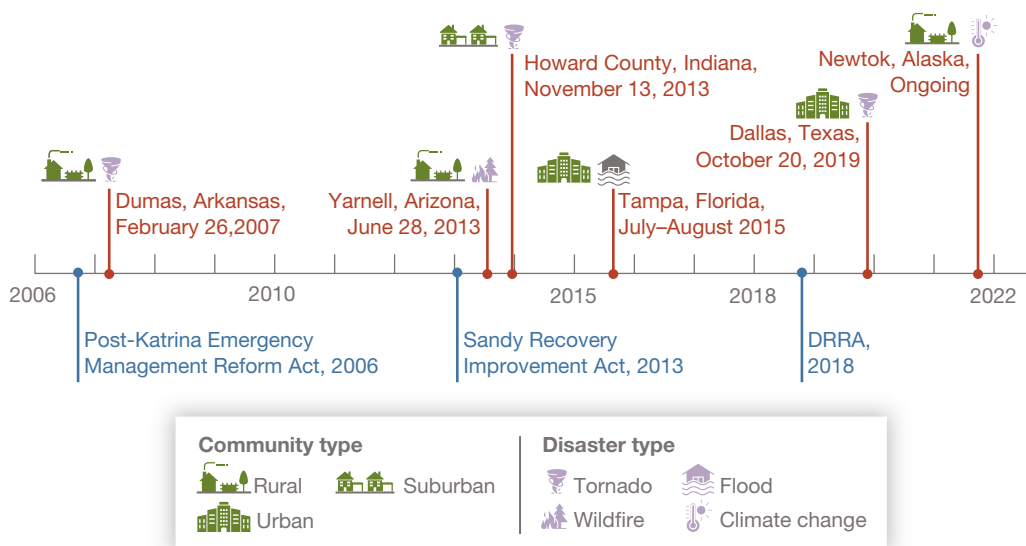 Howard County, Indiana,
November 13, 2013
Newtok, Alaska,
Ongoing
Dallas, Texas,
October 20, 2019
Dumas, Arkansas,
February 26,2007
Yarnell, Arizona,
June 28, 2013
Tampa, Florida,
July–August 2015
2006
2010
2015
2018
2022
Post-Katrina Emergency
Management Reform Act, 2006
Sandy Recovery
Improvement Act, 2013
DRRA,
2018
Community type
Rural
Suburban
Urban
Disaster type
Tornado
Flood
Wildfire
Climate change